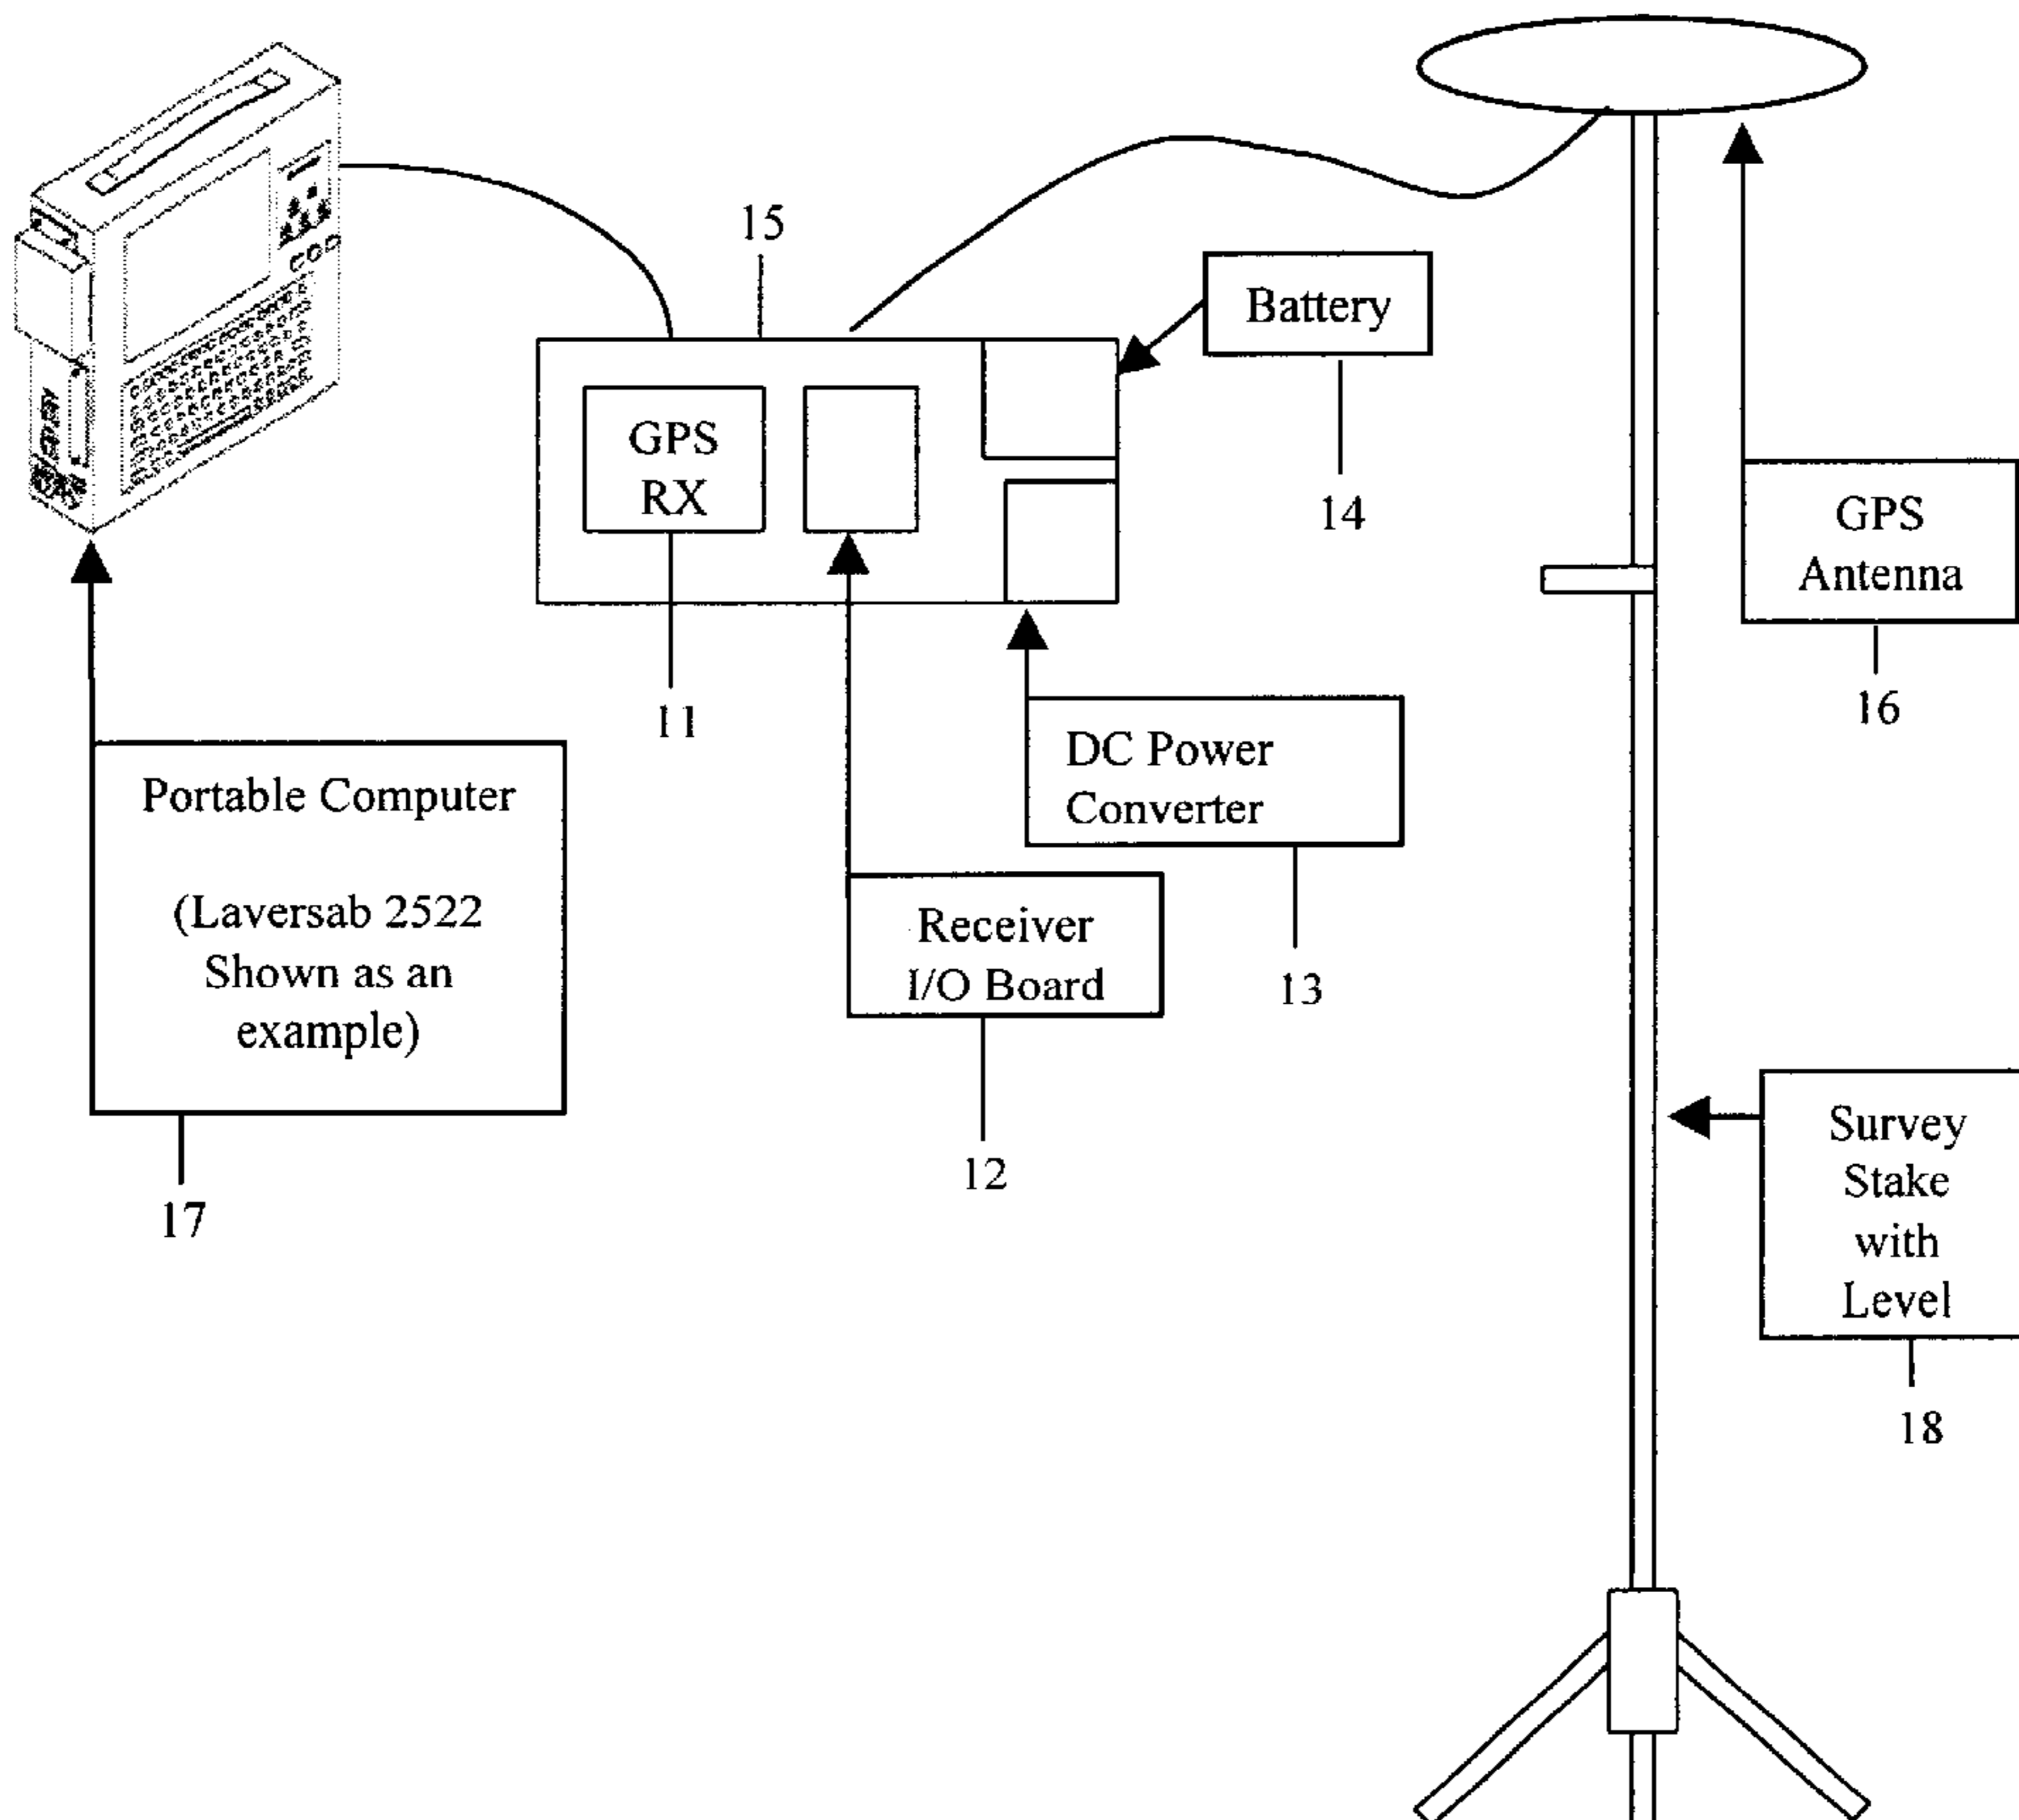 15
Battery
14
GPS
RX
11
GPS
Antenna
16
DC Power
Converter
13
Portable Computer
(Laversab 2522
Shown as an
example)
17
Receiver
I/O Board
12
Survey
Stake
with
Level
18